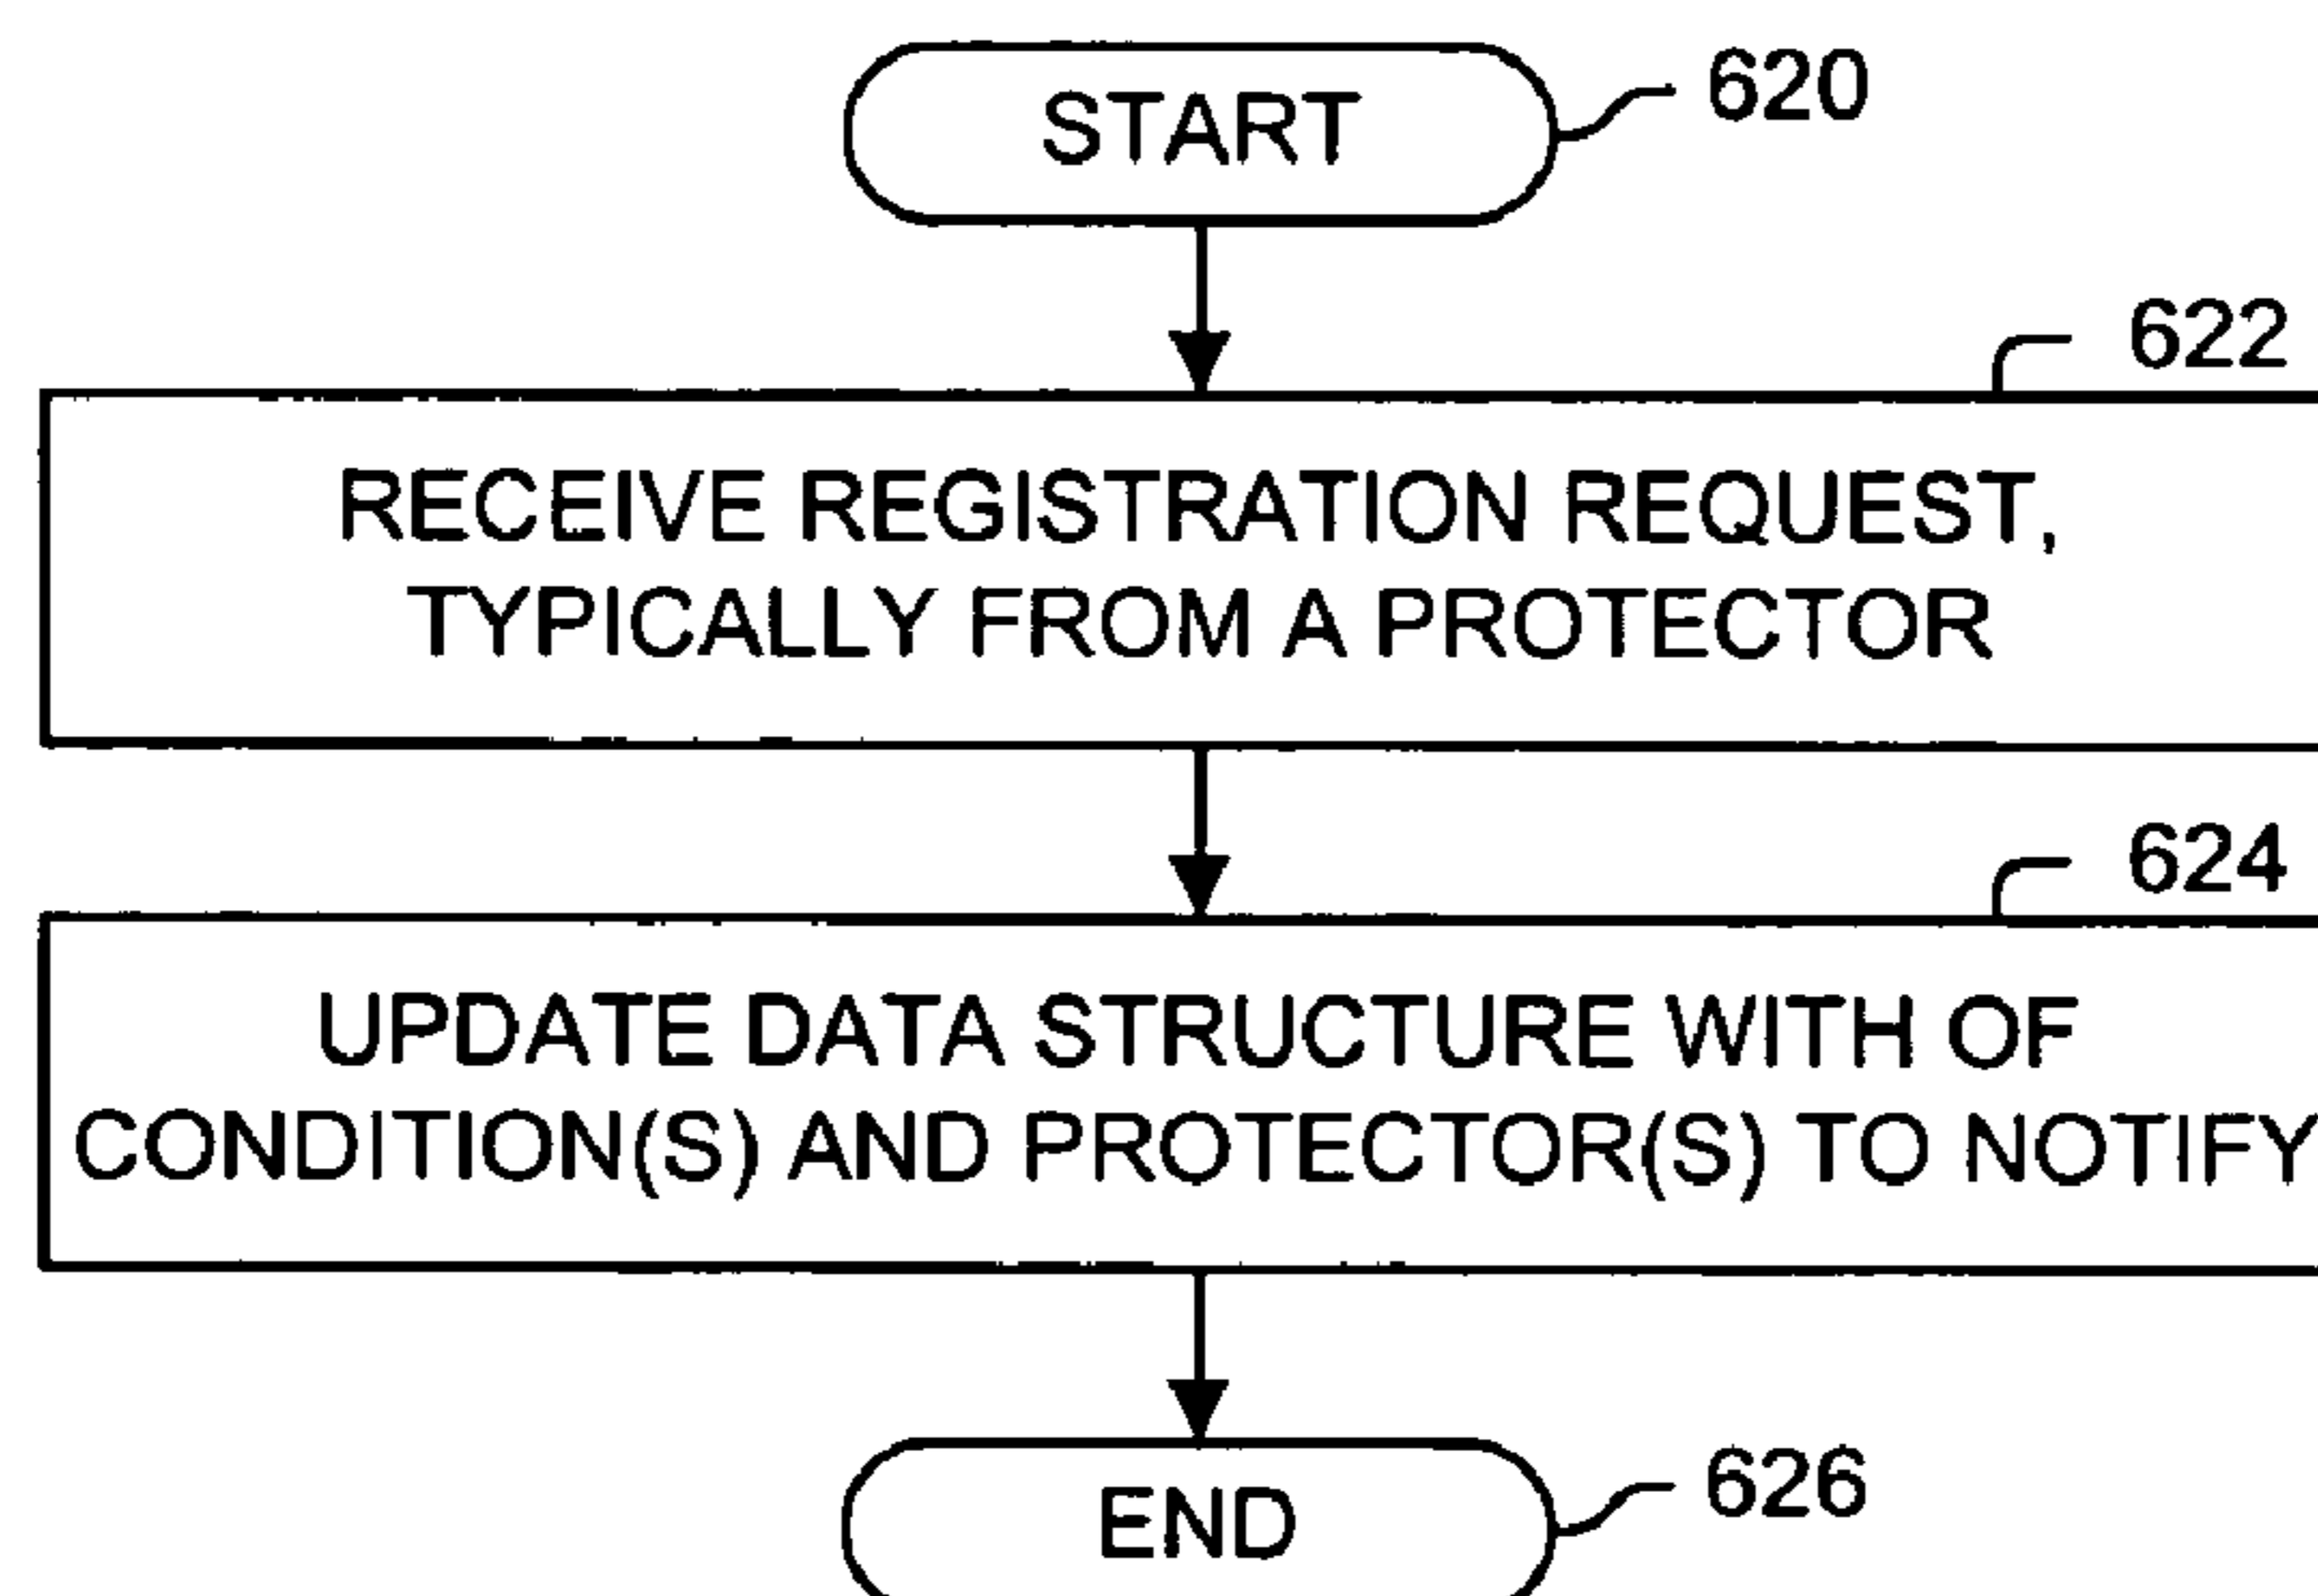 START
620
622
RECEIVE REGISTRATION REQUEST,
TYPICALLY FROM A PROTECTOR
624
UPDATE DATA STRUCTURE WITH OF
CONDITION(S) AND PROTECTOR(S) TO NOTIFY
END
626